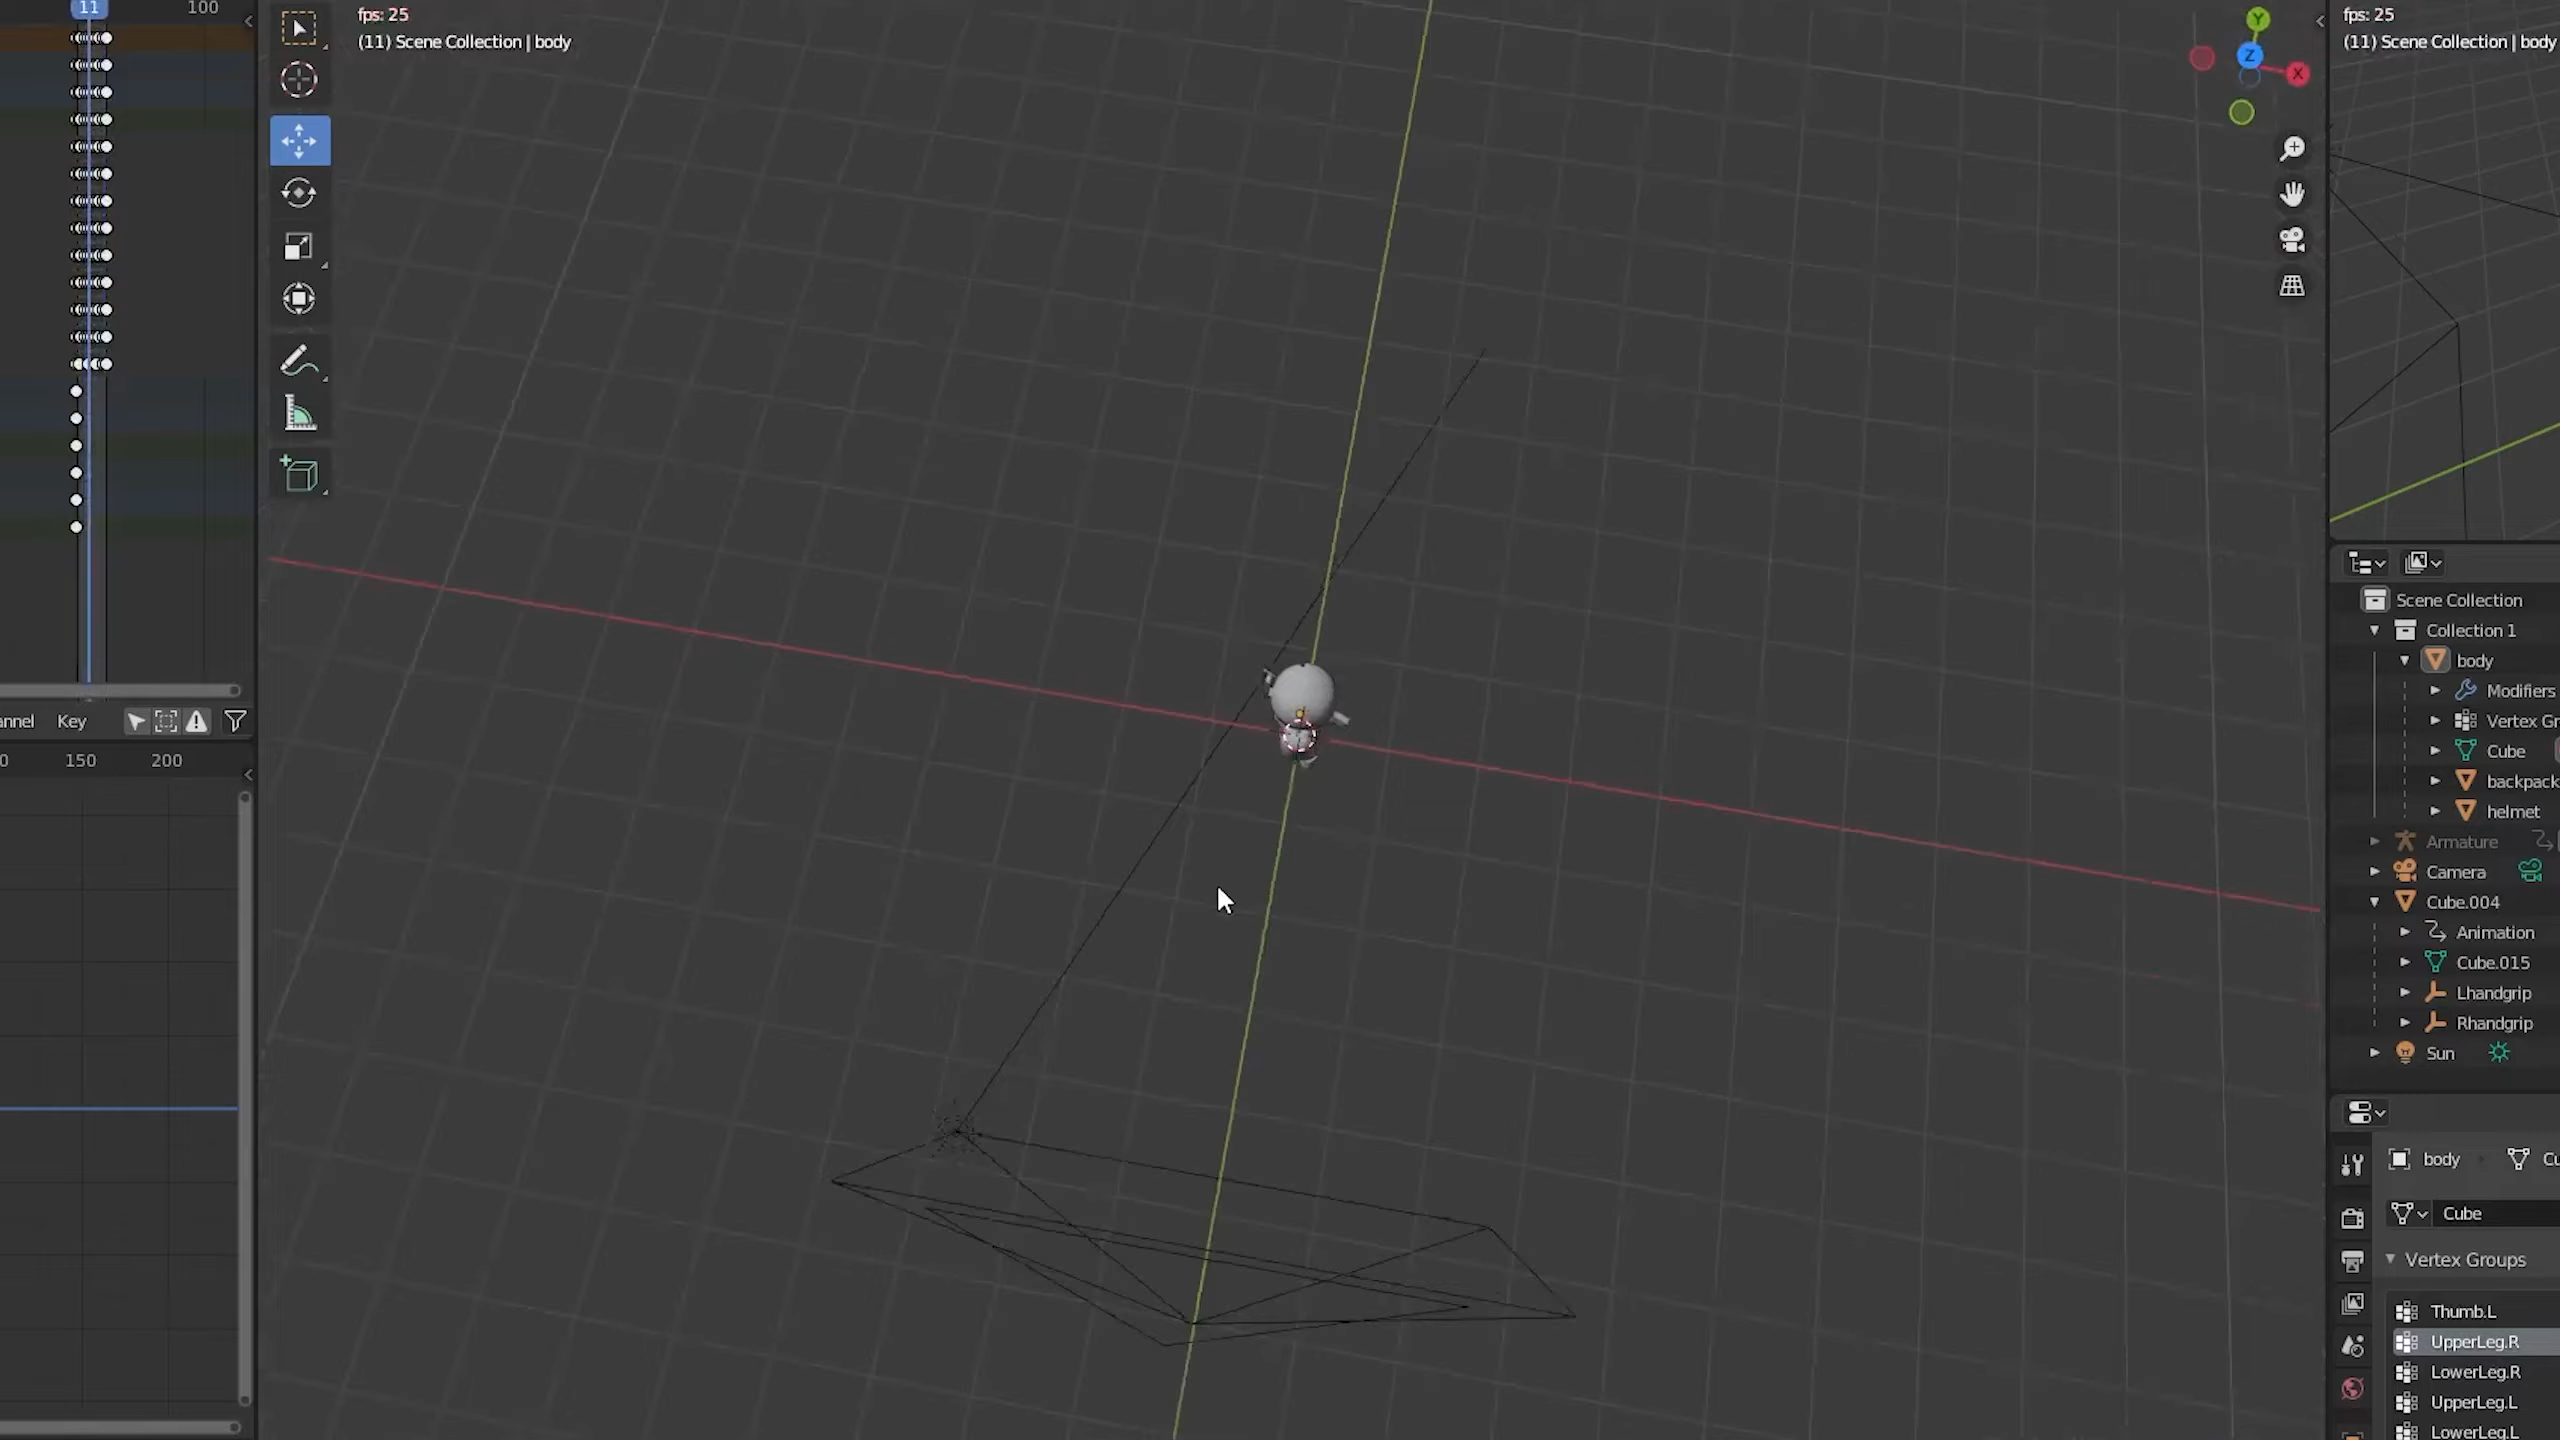 11
100
fps: 25
(11) Scene Collection | body
Y
Z
X
fps: 25
(11) Scene Collection | body
Key
150
200
Scene Collection
Collection 1
body
Modifiers
Vertex Gr
Cube
backpack
helmet
Armature
Camera
Cube.004
Animation
Cube.015
Lhandgrip
Rhandgrip
Sun
body
Cu
Cube
Vertex Groups
Thumb.L
UpperLeg.R
LowerLeg.R
UpperLeg.L
LowerLeg.L